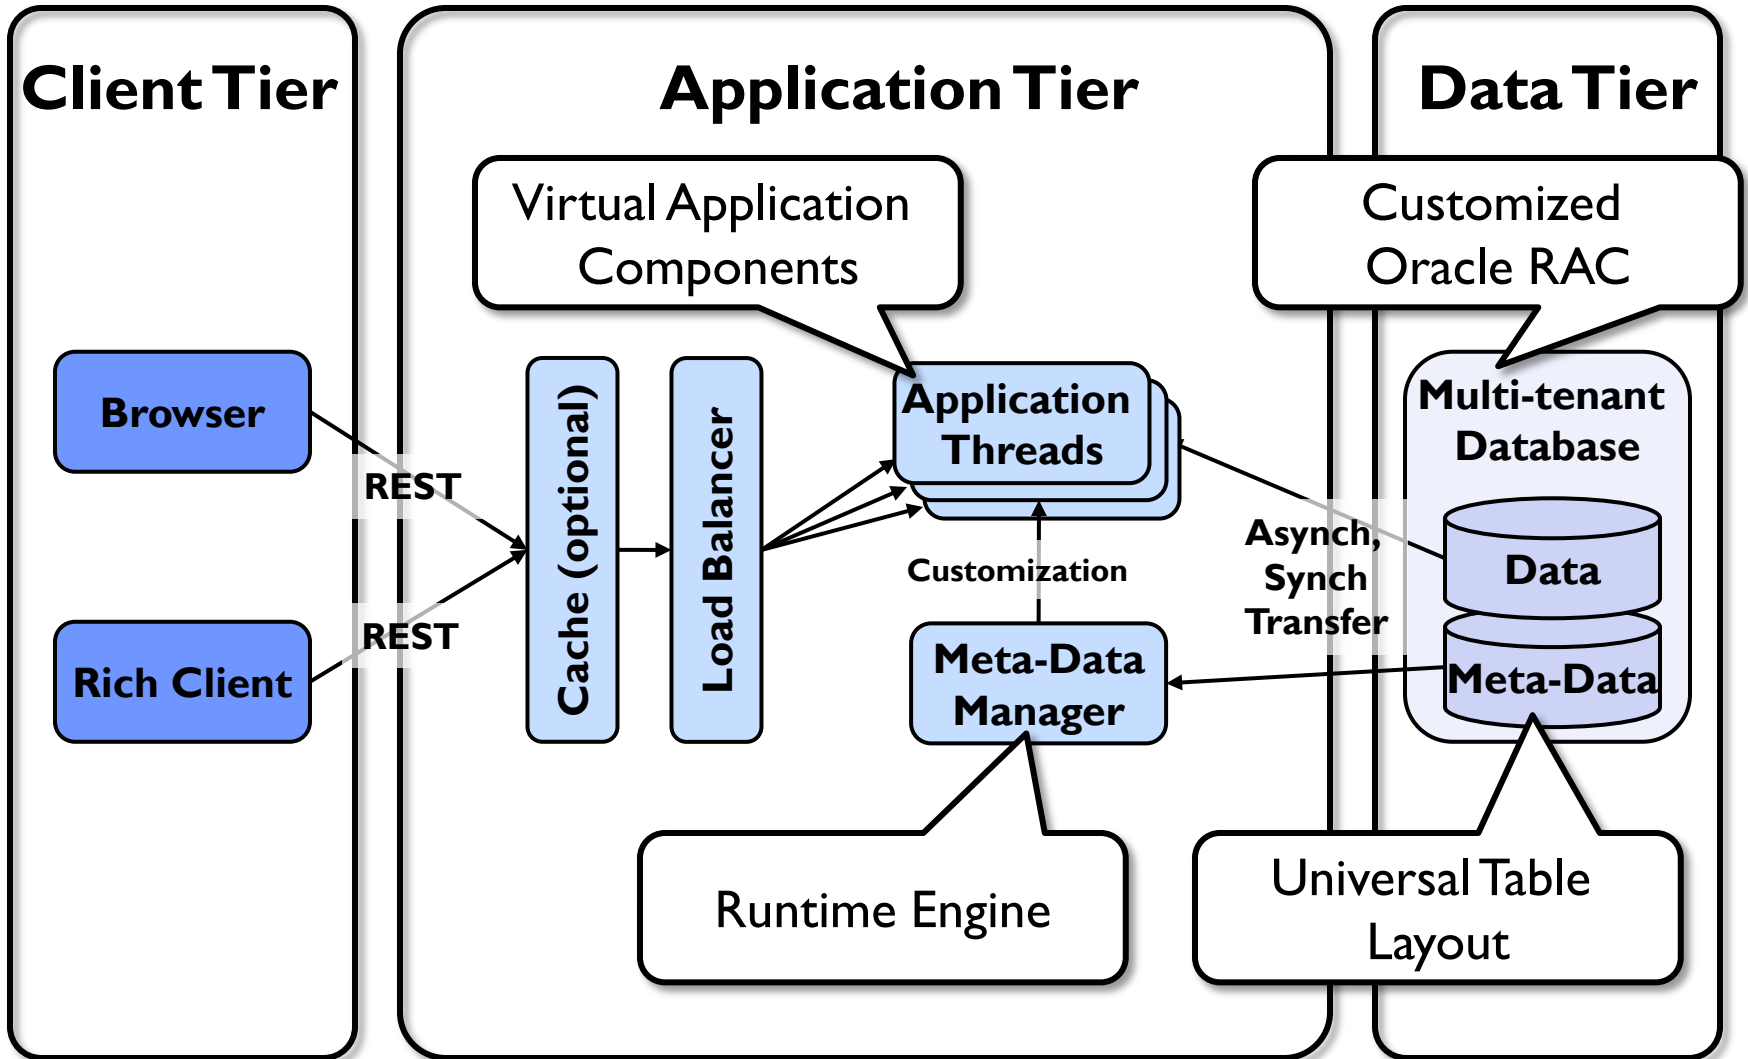 Client Tier
Application Tier
Data Tier
Virtual Application
Components
Customized
Oracle RAC
Browser
REST
Rich Client
REST
Cache (optional)
Load Balancer
Application
Threads
Customization
Meta-Data
Manager
Asynch,
Synch
Transfer
Multi-tenant
Database
Data
Meta-Data
Runtime Engine
Universal Table
Layout